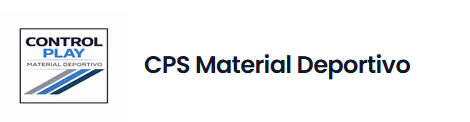 CONTROL
PLAY
MATERIAL DEPORTIVO
CPS Material Deportivo